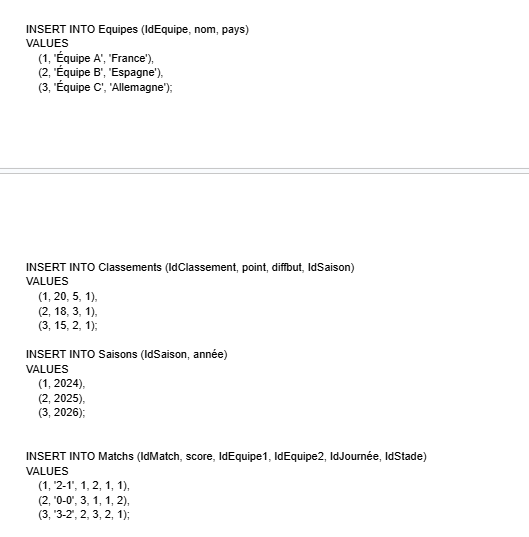 INSERT INTO Equipes (IdEquipe, nom, pays)
VALUES
(1, 'Équipe A', 'France'),
(2, 'Équipe B', 'Espagne'),
(3, 'Équipe C', 'Allemagne');
INSERT INTO Classements (IdClassement, point, diffbut, IdSaison)
VALUES
(1, 20, 5, 1),
(2, 18, 3, 1),
(3, 15, 2, 1);
INSERT INTO Saisons (IdSaison, année)
VALUES
(1, 2024),
(2, 2025),
(3, 2026);
INSERT INTO Matchs (IdMatch, score, IdEquipe1, IdEquipe2, IdJournée, IdStade)
VALUES
(1, '2-1', 1, 2, 1, 1),
(2, '0-0', 3, 1, 1, 2),
(3, '3-2', 2, 3, 2, 1);